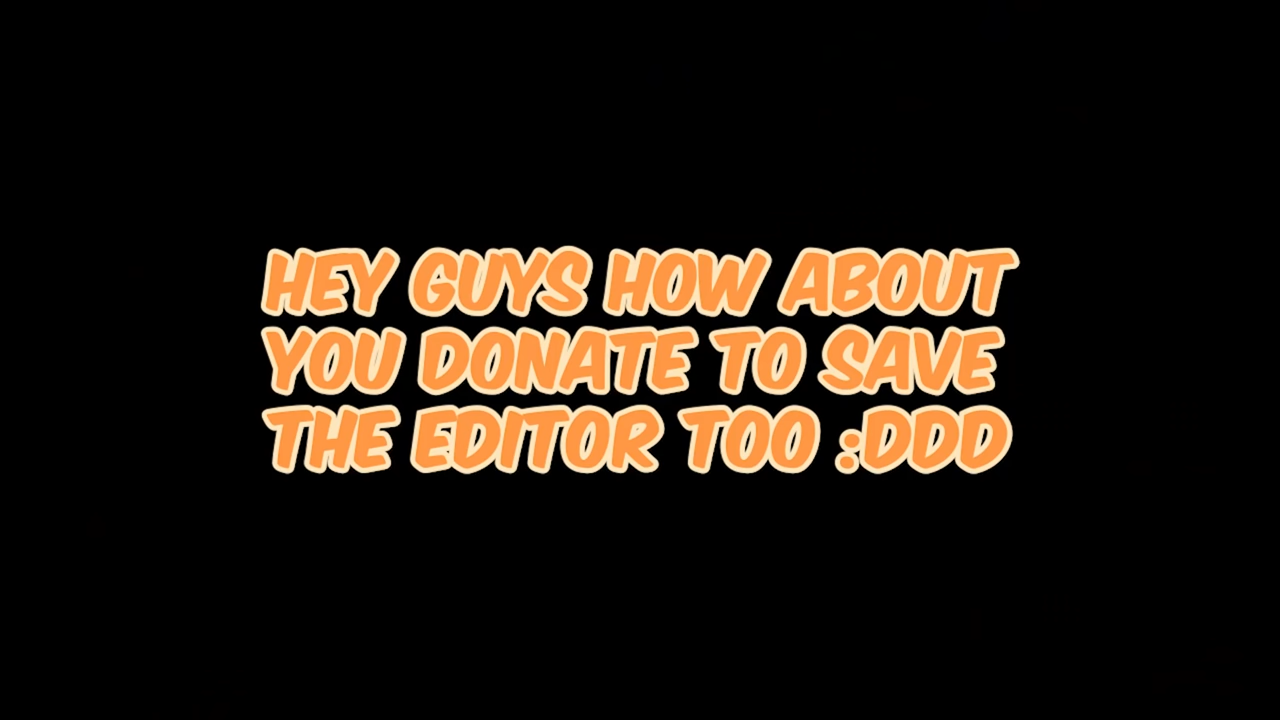 HEY GUYS HOW ABOUT
YOU DONATE TO SAVE
THE EDITOR TOO :DDD